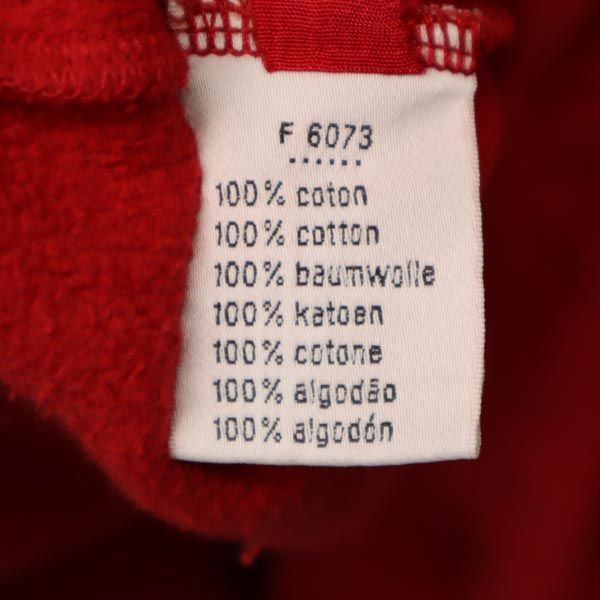 F 6073
......
100% coton
100% cotton
100% baumwolle
100% katoen
100% cotone
100% algodão
100% algodón